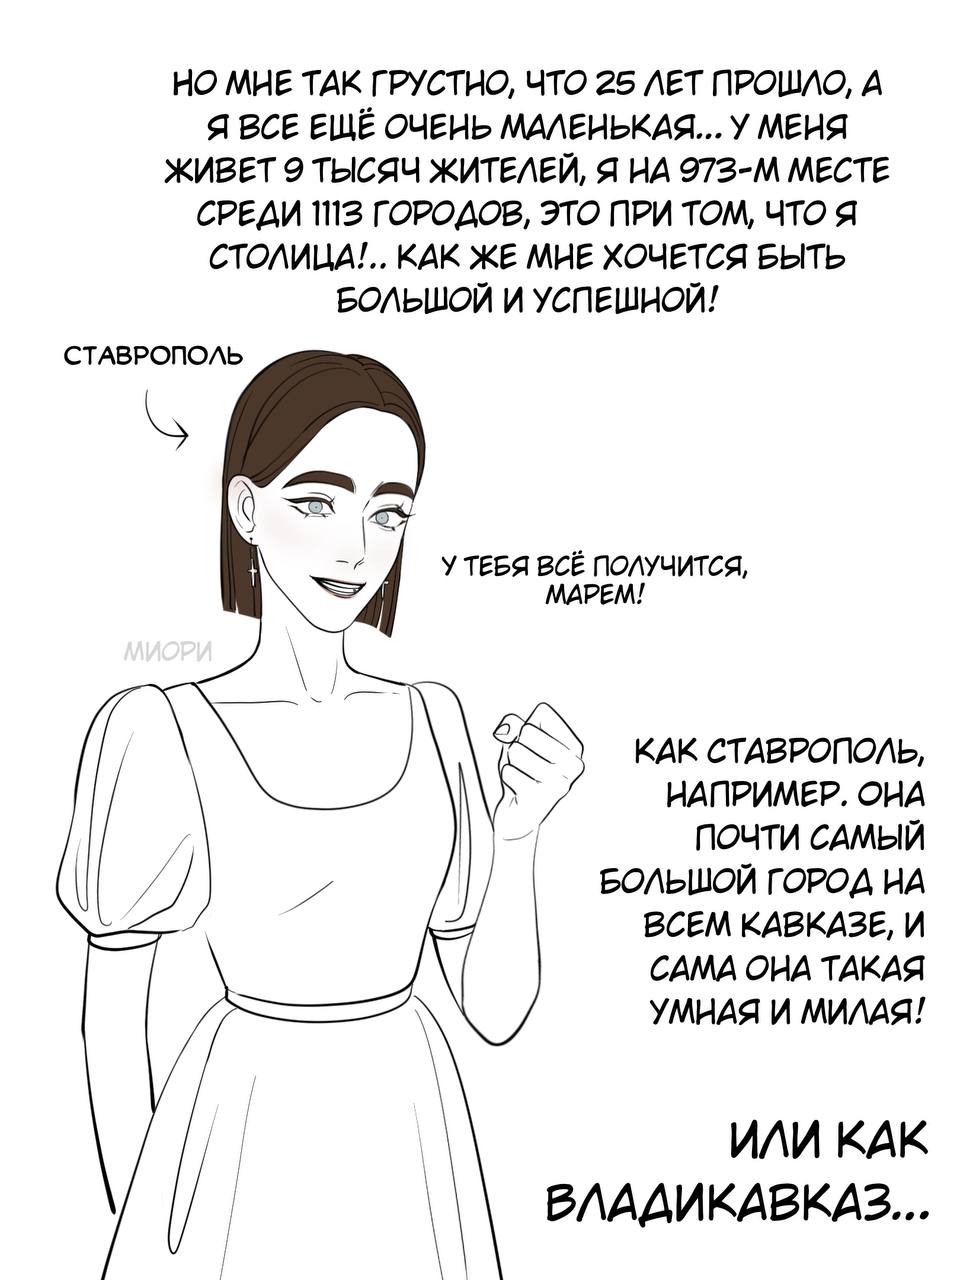 НО МНЕ ТАК ГРУСТНО, ЧТО 25 ЛЕТ ПРОШЛО, А
Я ВСЕ ЕЩЁ ОЧЕНЬ МАЛЕНЬКАЯ... У МЕНЯ
ЖИВЕТ 9 ТЫСЯЧ ЖИТЕЛЕЙ, Я НА 973-М МЕСТЕ
СРЕДИ 1113 ГОРОДОВ, ЭТО ПРИ ТОМ, ЧТО Я
СТОЛИЦА!.. КАК ЖЕ МНЕ ХОЧЕТСЯ БЫТЬ
БОЛЬШОЙ И УСПЕШНОЙ!
СТАВРОПОЛЬ
У ТЕБЯ ВСЁ ПОЛУЧИТСЯ,
МАРЕМ!
МИОРИ
КАК СТАВРОПОЛЬ,
НАПРИМЕР. ОНА
ПОЧТИ САМЫЙ
БОЛЬШОЙ ГОРОД НА
ВСЕМ КАВКАЗЕ, И
САМА ОНА ТАКАЯ
УМНАЯ И МИЛАЯ!
ИЛИ КАК
ВЛАДИКАВКАЗ...